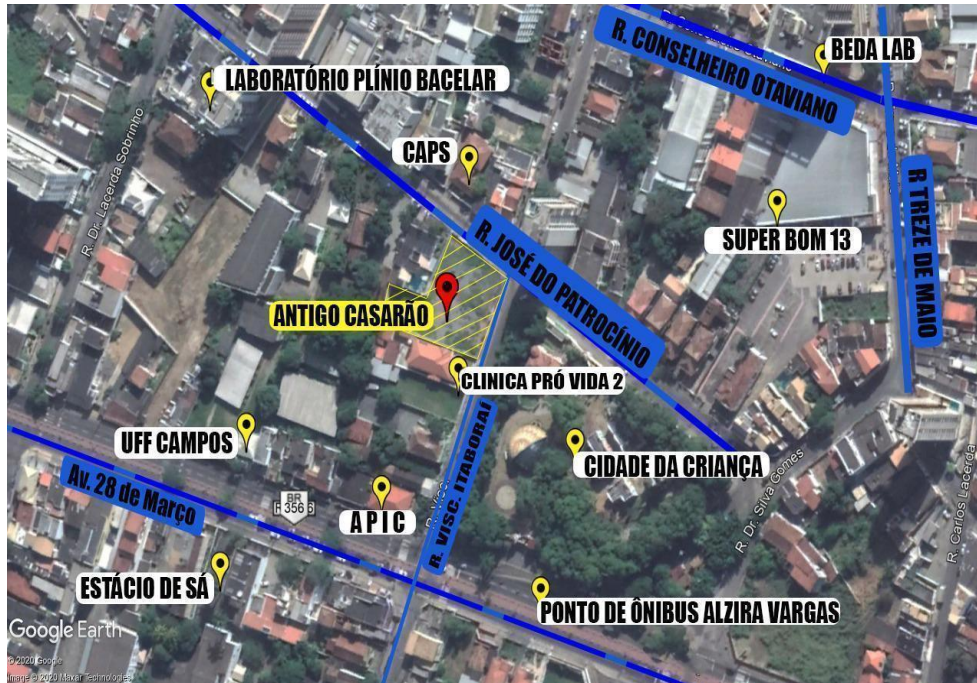 R. CONSELHEIRO OTAVIANO
BEDA LAB
LABORATÓRIO PLÍNIO BACELAR
R. Dr. Lacerda Sobrinho
CAPS
SUPER BOM 13
R TREZE DE MAIO
R. JOSÉ DO PATROCÍNIO
ANTIGO CASARÃO
CLINICA PRÓ VIDA 2
UFF CAMPOS
CIDADE DA CRIANÇA
Av. 28 de Março
BR
356
A P I C
R. VISC. ITABORAÍ
R. Dr. Silva Gomes
R. Carlos Lacerda
ESTÁCIO DE SÁ
PONTO DE ÔNIBUS ALZIRA VARGAS
Google Earth
© 2020 Google
Image © 2020 Maxar Technologies